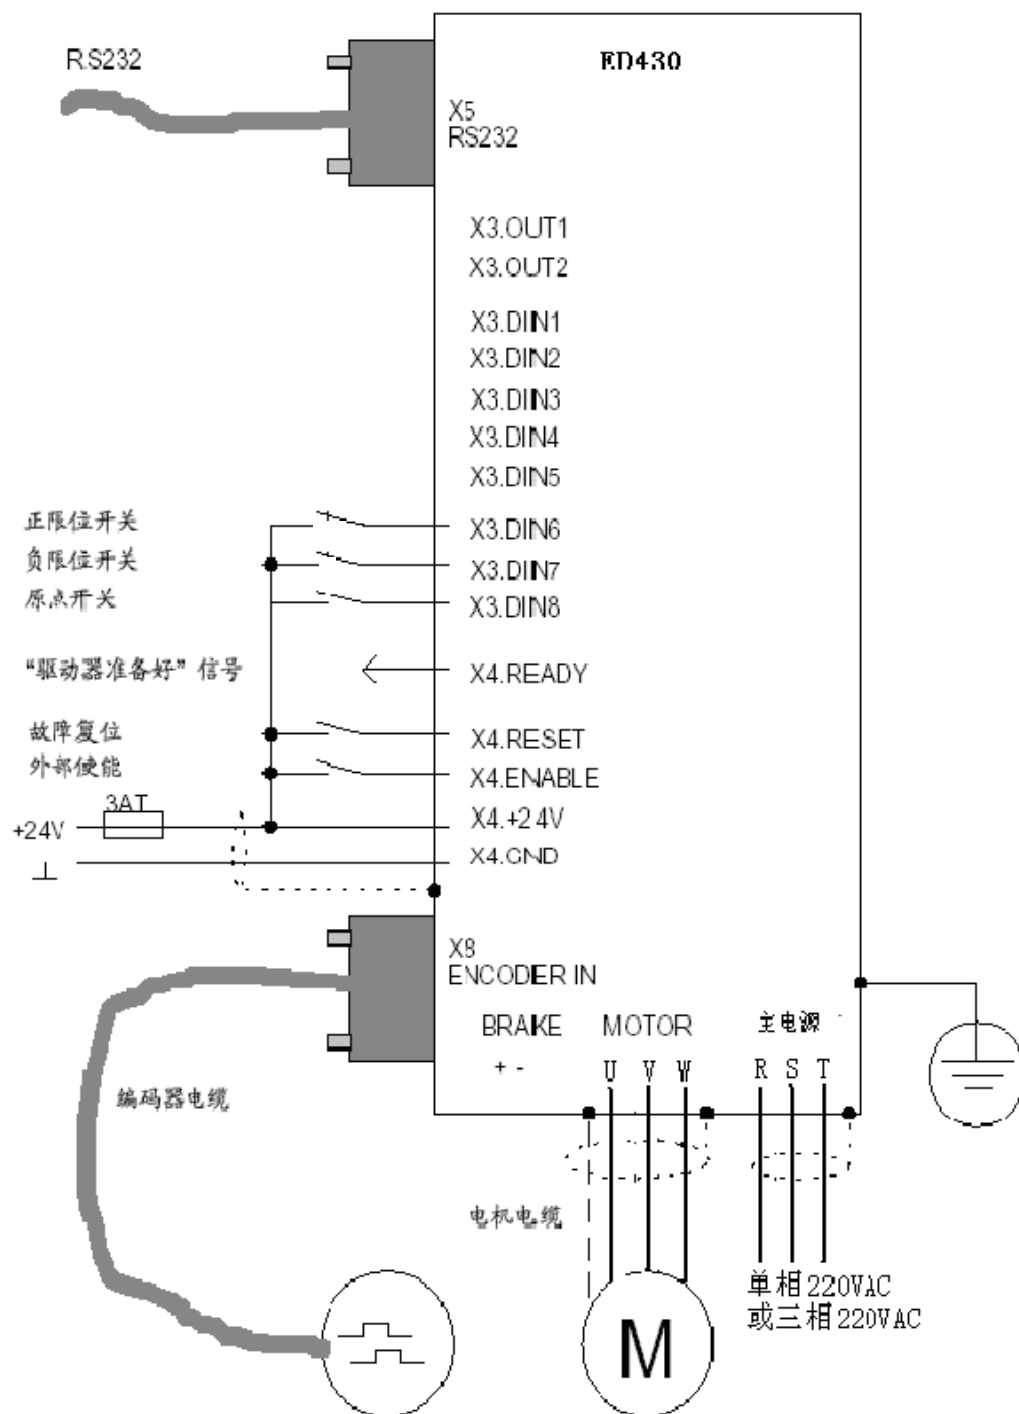 RS232
ED430
X5
RS232
X3.OUT1
X3.OUT2
X3.DIN1
X3.DIN2
X3.DIN3
X3.DIN4
X3.DIN5
正限位开关
X3.DIN6
负限位开关
X3.DIN7
原点开关
X3.DIN8
“驱动器准备好”信号
X4.READY
故障复位
X4.RESET
外部使能
X4.ENABLE
3AT
+24V
X4.+24V
X4.GND
X8
ENCODER IN
BRAKE
MOTOR
主电源
+ -
U V W
R S T
编码器电缆
电机电缆
单相220VAC
或三相220VAC
M